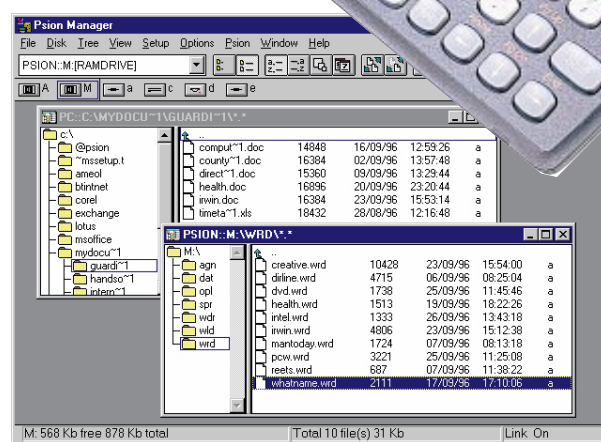 Psion Manager
File Disk Tree View Setup Options Psion Window Help
PSION::M:[RAMDRIVE]
A M a c d e
PC::C:\MYDOCU~1\GUARDI~1\*.*
c:\
@psion
~mssetup.t
ameol
btintnet
corel
exchange
lotus
msoffice
mydocu~1
guardi~1
handso~1
intern~1
..
comput~1.doc 14848 16/09/96 12:59:26 a
county~1.doc 16384 02/09/96 13:57:48 a
direct~1.doc 15360 09/09/96 13:29:44 a
health.doc 16896 20/09/96 23:20:44 a
irwin.doc 16384 23/09/96 15:53:14 a
timeta~1.xls 18432 28/08/96 12:16:48 a
PSION::M:\WRD\*.*
M:\
agn
dat
opl
spr
wdr
wld
wrd
..
creative.wrd 10428 23/09/96 15:54:00 a
dirline.wrd 4715 06/09/96 08:25:04 a
dvd.wrd 1738 25/09/96 11:45:46 a
health.wrd 1513 19/09/96 18:22:26 a
intel.wrd 1333 26/09/96 13:43:18 a
irwin.wrd 4806 23/09/96 15:12:38 a
mantoday.wrd 1724 07/09/96 08:13:18 a
pcw.wrd 3221 25/09/96 11:25:08 a
reets.wrd 687 07/09/96 11:38:22 a
whatname.wrd 2111 17/09/96 17:10:06 a
M: 568 Kb free 878 Kb total Total 10 file(s) 31 Kb Link On